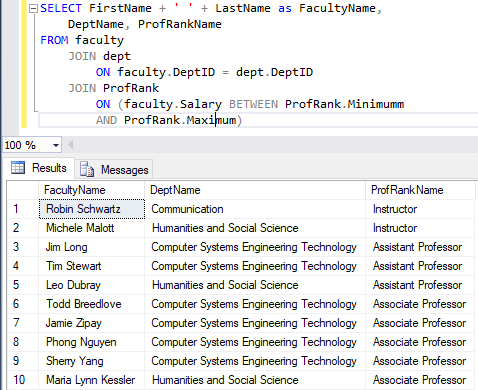 SELECT FirstName + ' ' + LastName as FacultyName,
DeptName, ProfRankName
FROM faculty
JOIN dept
ON faculty.DeptID = dept.DeptID
JOIN ProfRank
ON (faculty.Salary BETWEEN ProfRank.Minimumm
AND ProfRank.Maximum)
100 %
Results Messages
FacultyName DeptName ProfRankName
1 Robin Schwartz Communication Instructor
2 Michele Malott Humanities and Social Science Instructor
3 Jim Long Computer Systems Engineering Technology Assistant Professor
4 Tim Stewart Computer Systems Engineering Technology Assistant Professor
5 Leo Dubray Humanities and Social Science Assistant Professor
6 Todd Breedlove Computer Systems Engineering Technology Associate Professor
7 Jamie Zipay Computer Systems Engineering Technology Associate Professor
8 Phong Nguyen Computer Systems Engineering Technology Associate Professor
9 Sherry Yang Computer Systems Engineering Technology Associate Professor
10 Maria Lynn Kessler Humanities and Social Science Associate Professor